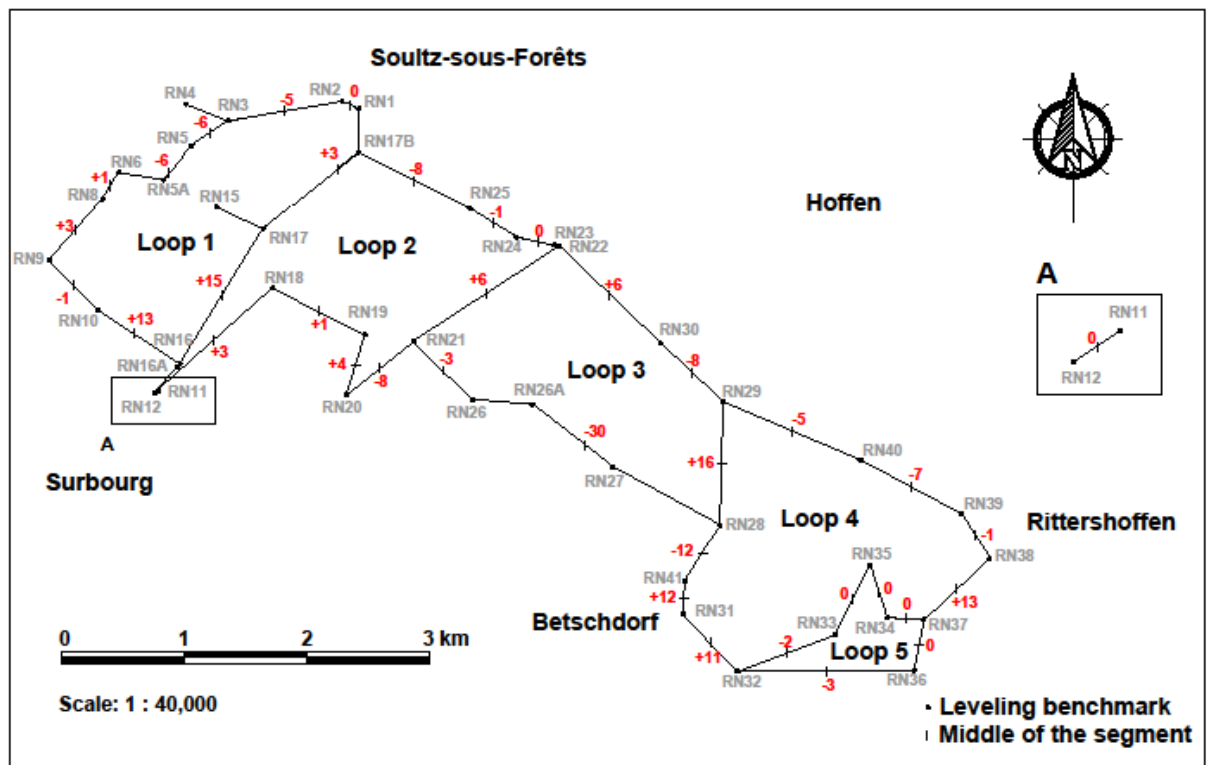 Soultz-sous-Forêts
RN4
RN3
-5
RN2
0
RN1
-6
RN5
RN17B
+3
-8
RN6
-6
+1
RN5A
RN8
RN15
RN25
-1
Hoffen
N
+3
Loop 1
RN17
Loop 2
RN24
0
RN23
RN22
RN9
A
-1
+15
RN18
+6
+6
RN10
+13
+1
RN19
RN11
0
RN12
RN16
RN16A
+3
RN21
RN30
+4
-8
-3
Loop 3
-8
RN11
RN12
RN20
RN26
RN26A
RN29
A
-30
-5
RN40
Surbourg
RN27
+16
-7
RN39
RN28
Loop 4
Rittershoffen
-1
RN38
-12
RN35
RN41
+12
0
0
+13
Betschdorf
RN31
0
RN33
RN34
RN37
0 1 2 3 km
+11
-2
Loop 5
0
RN32
-3
RN36
Scale: 1 : 40,000
Leveling benchmark
Middle of the segment